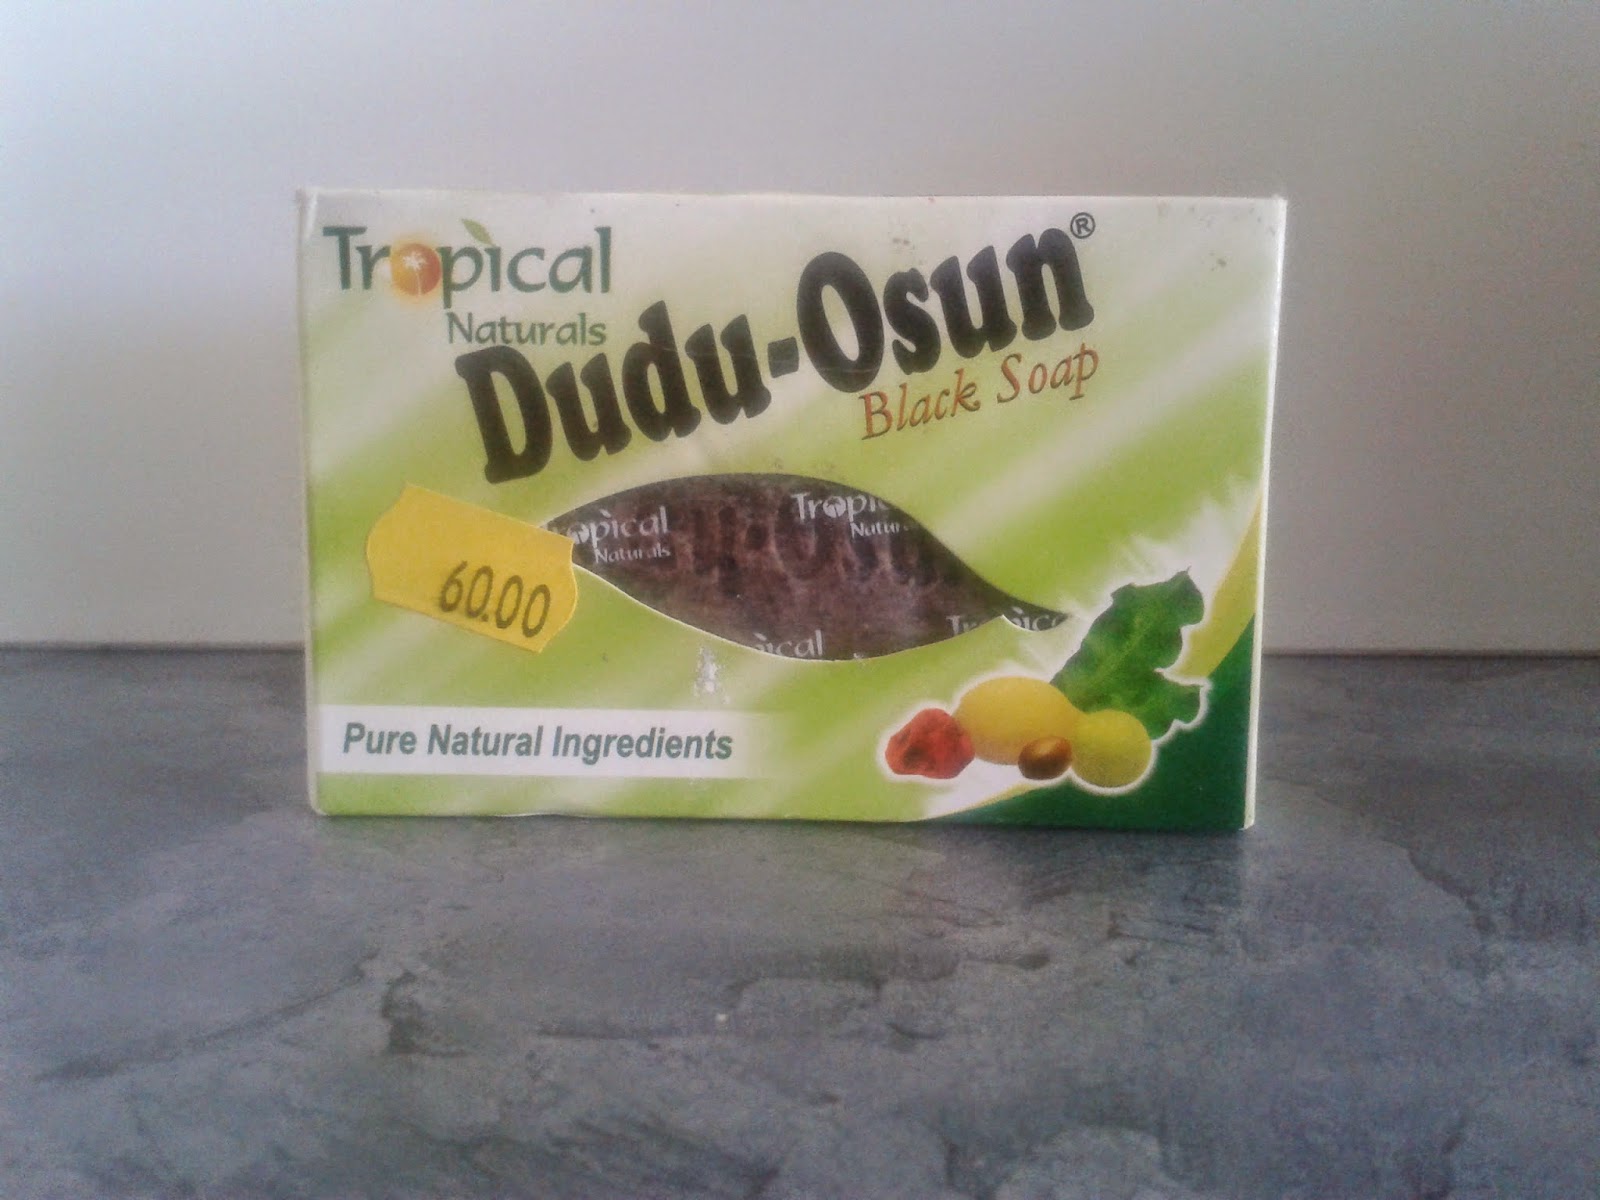 Tropical
Naturals
Dudu-Osun®
Black Soap
Tropical
Naturals
60.00
Pure Natural Ingredients